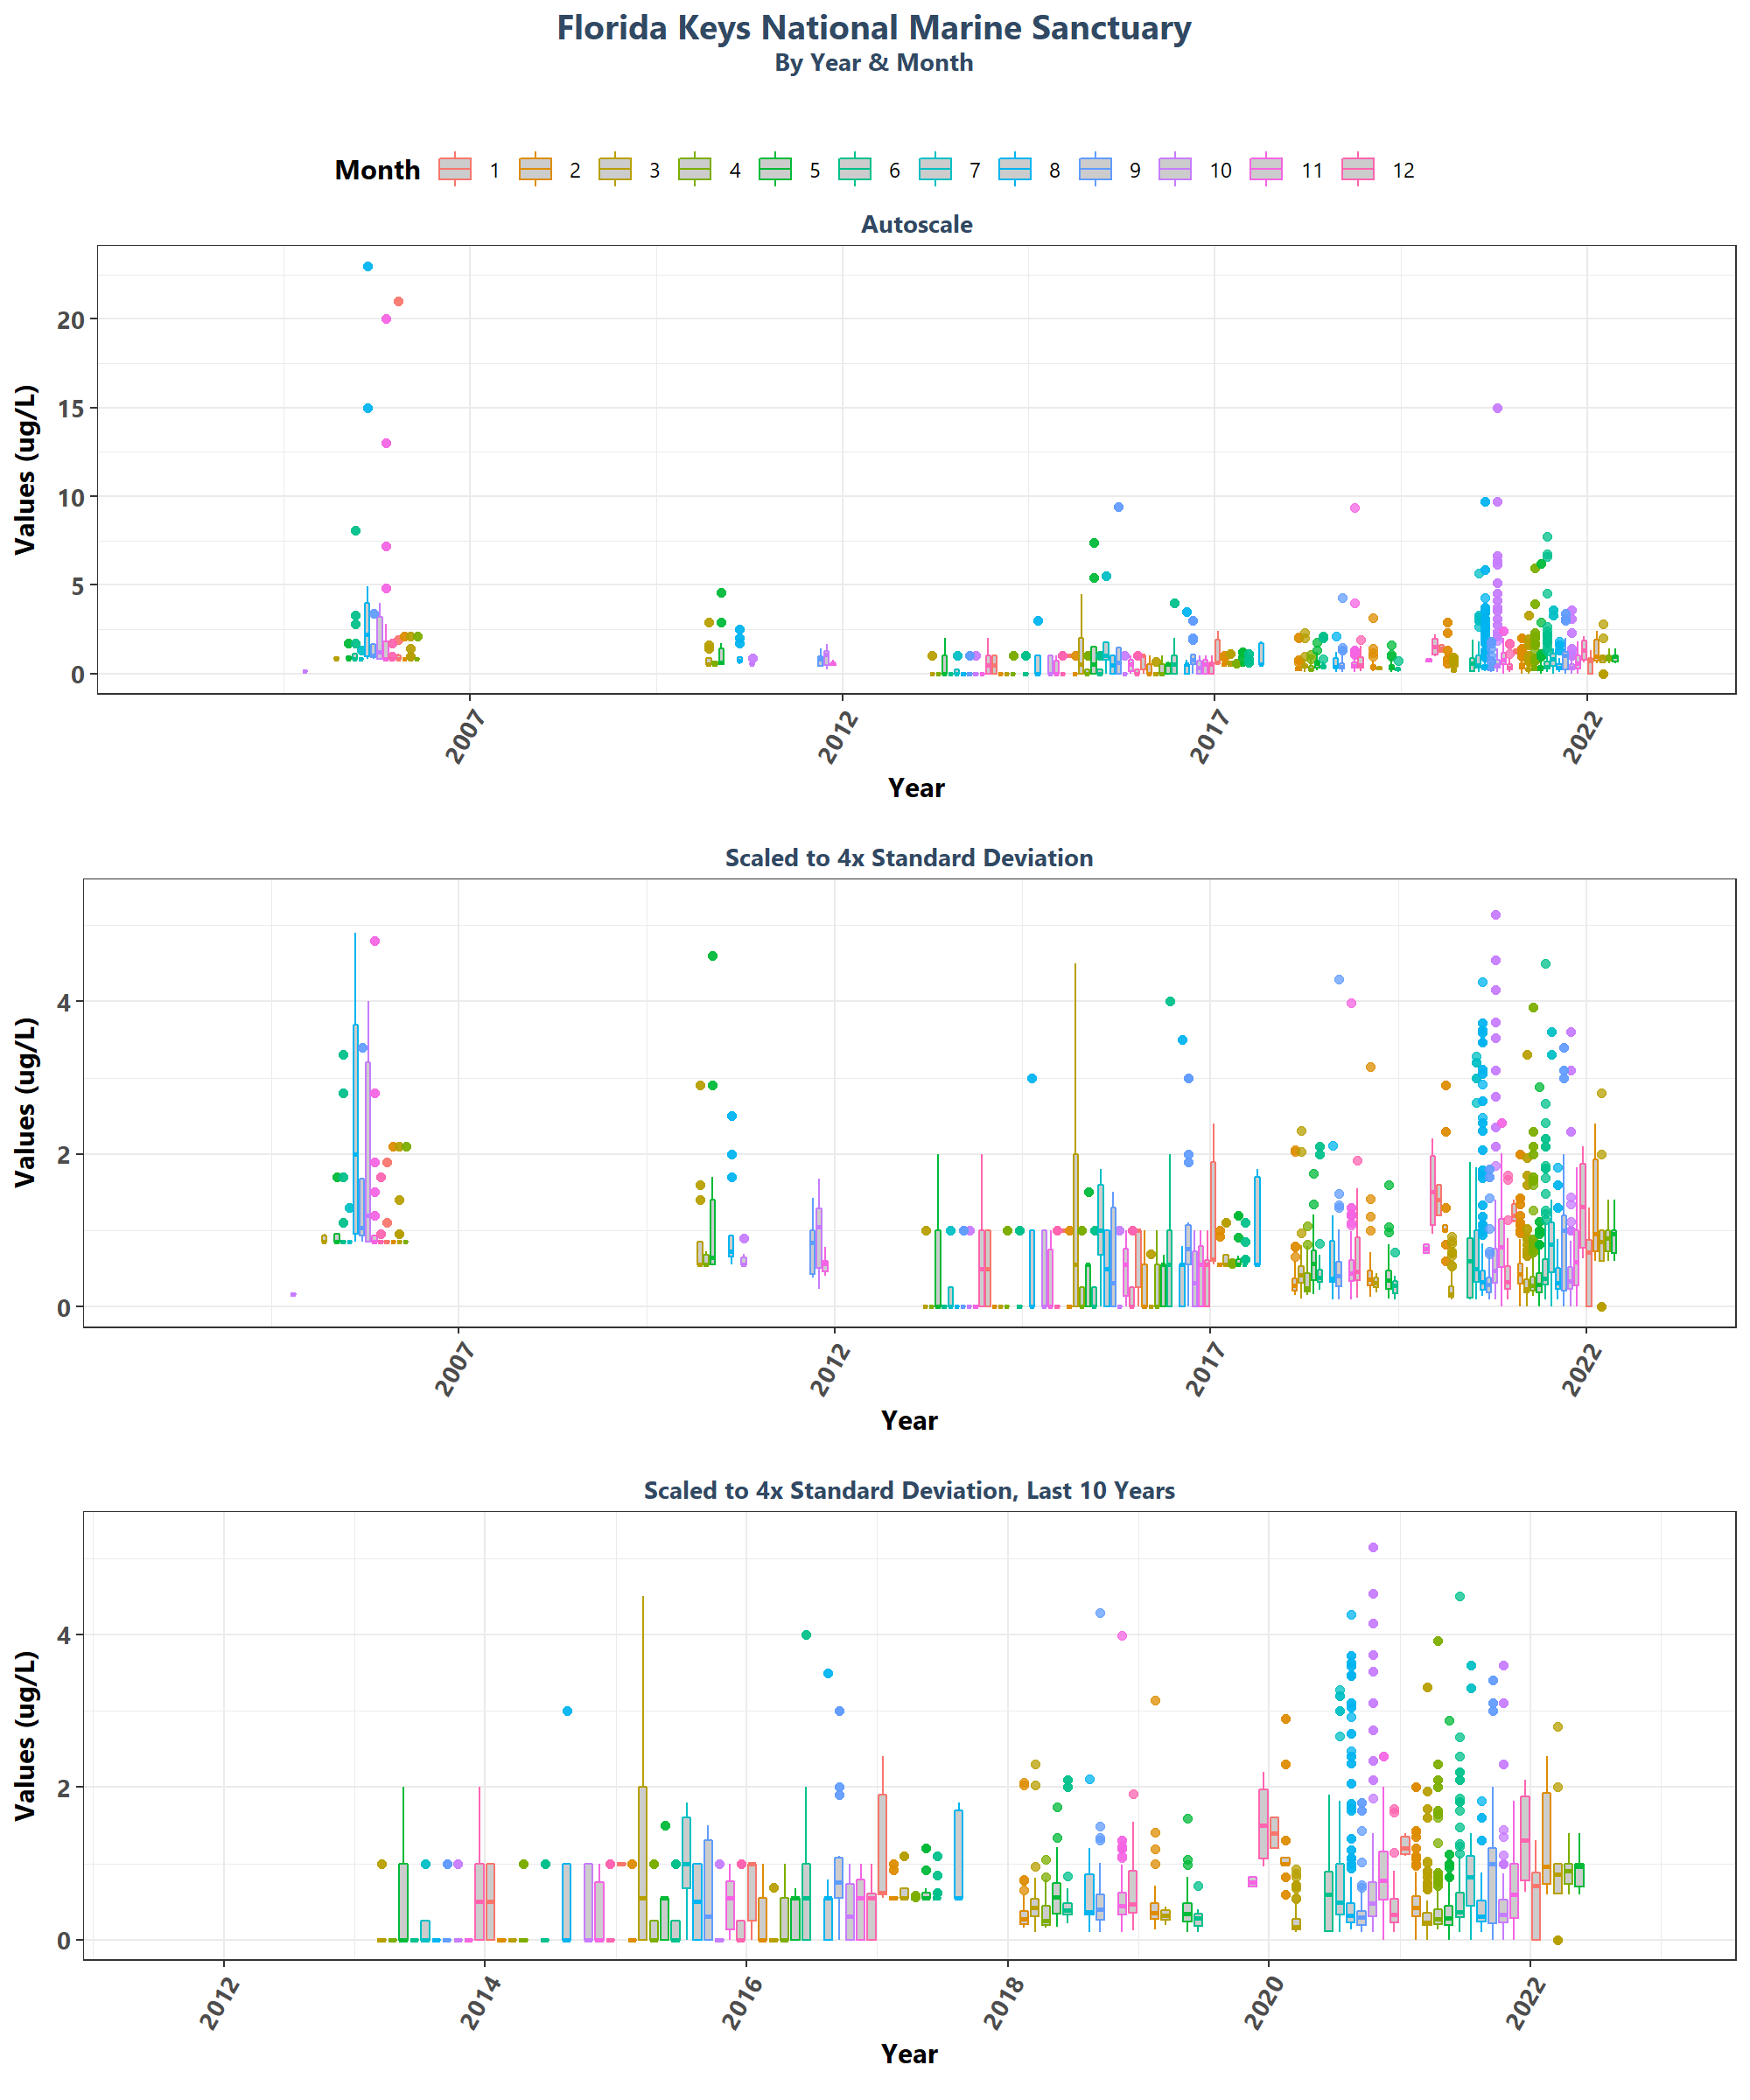 Florida Keys National Marine Sanctuary
By Year & Month
Month 1 2 3 4 5 6 7 8 9 10 11 12
Autoscale
Values (ug/L)
20
15
10
5
0
2007 2012 2017 2022
Year
Scaled to 4x Standard Deviation
Values (ug/L)
4
2
0
2007 2012 2017 2022
Year
Scaled to 4x Standard Deviation, Last 10 Years
Values (ug/L)
4
2
0
2012 2014 2016 2018 2020 2022
Year